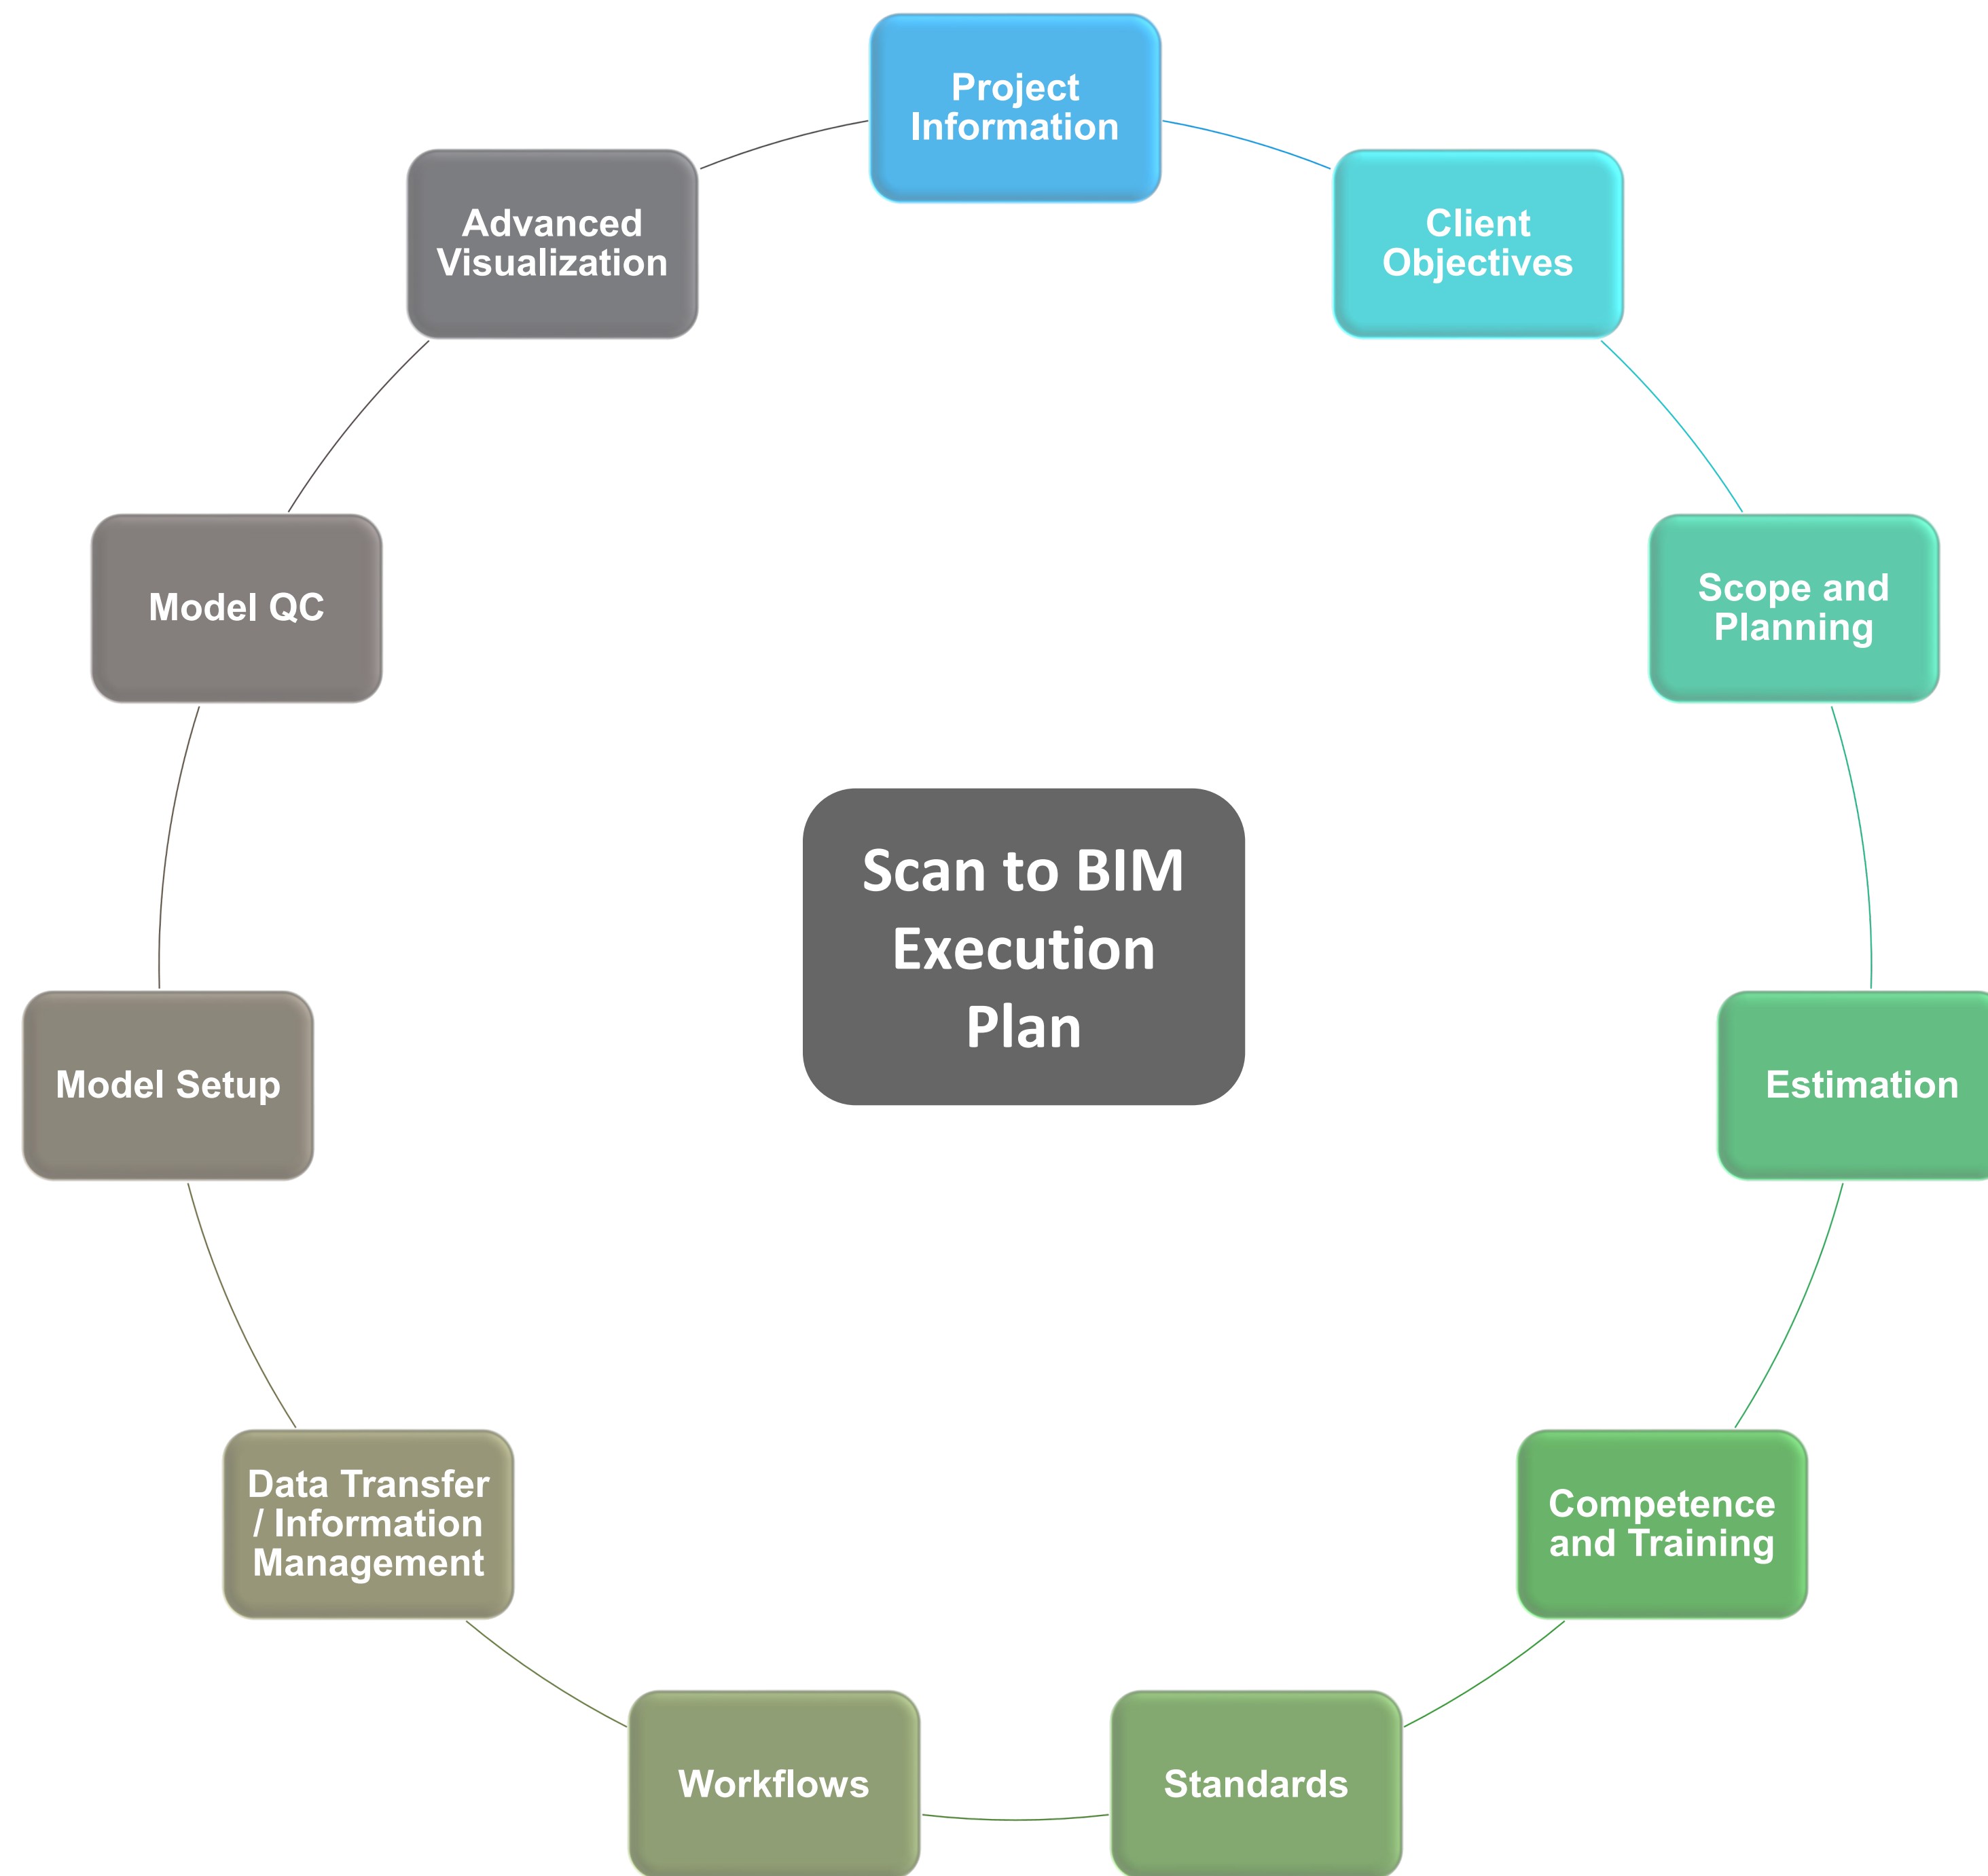 Project
Information
Client
Objectives
Scope and
Planning
Estimation
Competence
and Training
Standards
Workflows
Data Transfer
/ Information
Management
Model Setup
Model QC
Advanced
Visualization
Scan to BIM
Execution
Plan